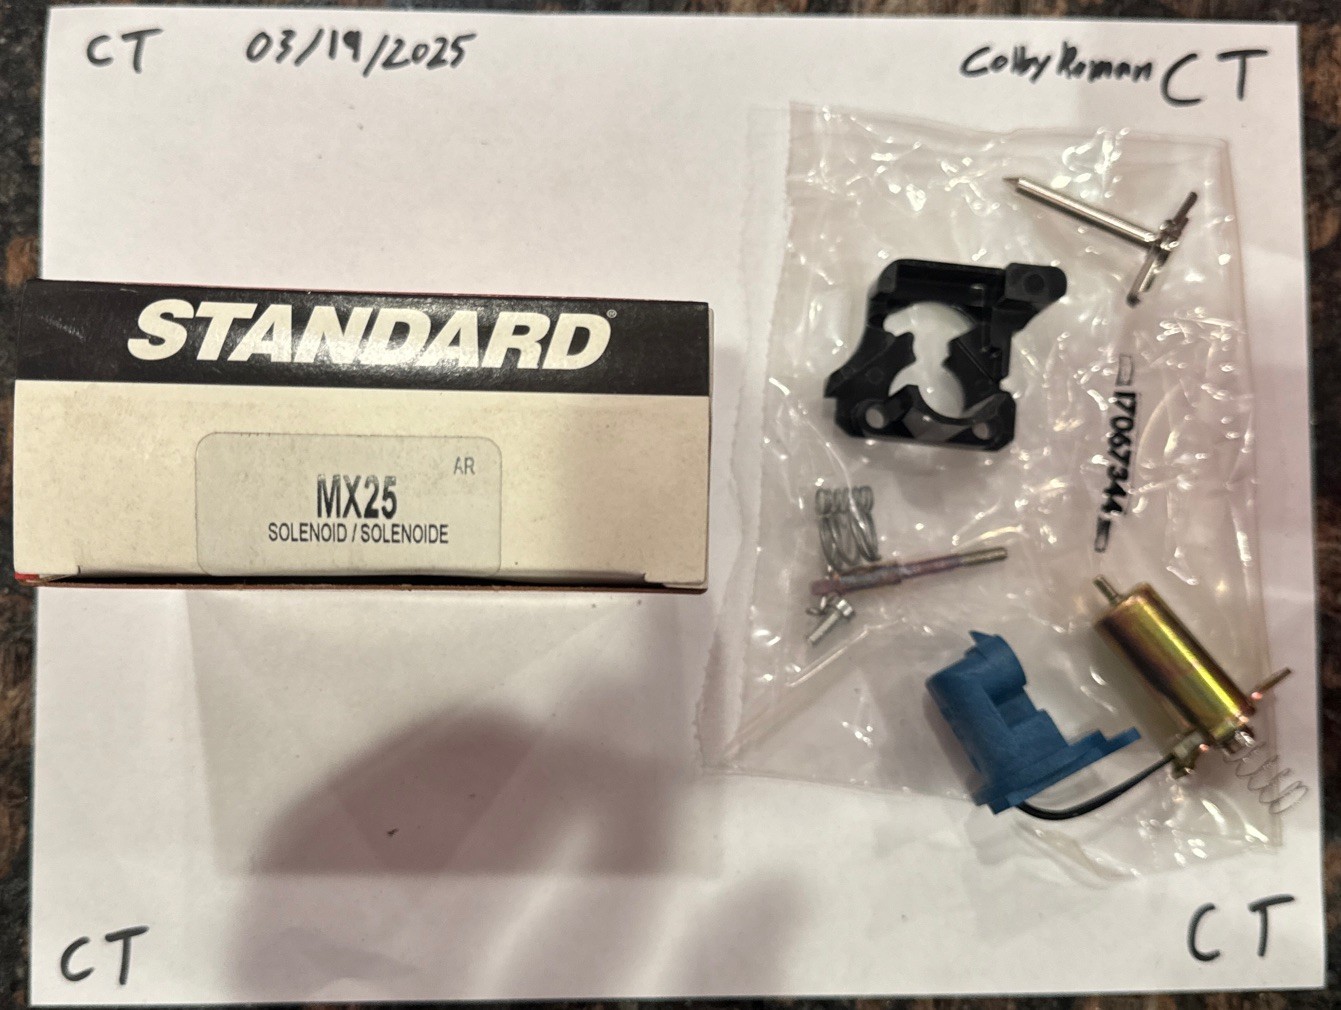 CT 03/19/2025 Colby Roman CT
STANDARD®
AR
MX25
SOLENOID / SOLENOIDE
17067344
CT CT